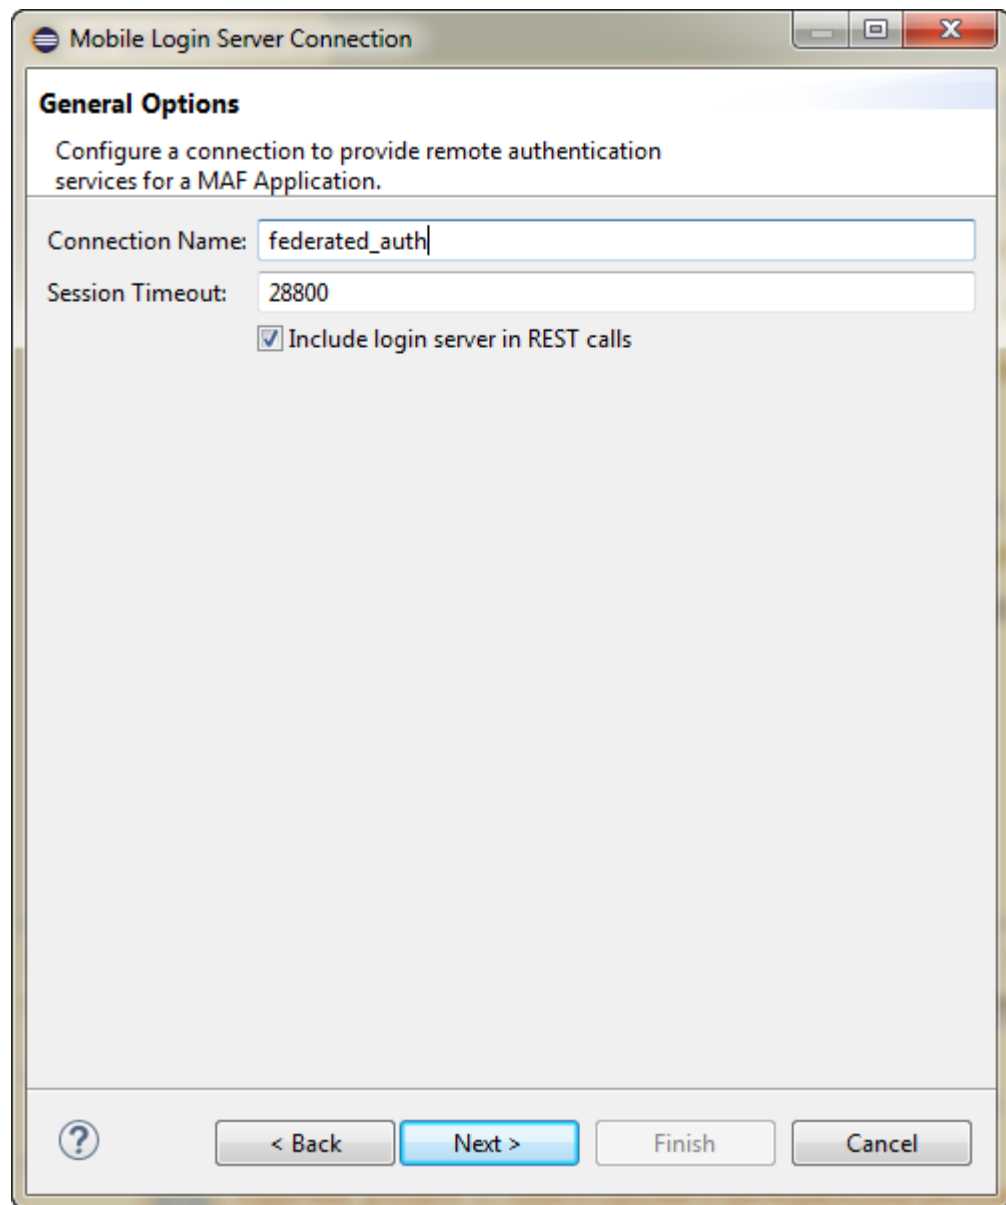 Mobile Login Server Connection
General Options
Configure a connection to provide remote authentication
services for a MAF Application.
Connection Name: federated_auth
Session Timeout: 28800
Include login server in REST calls
? < Back Next > Finish Cancel